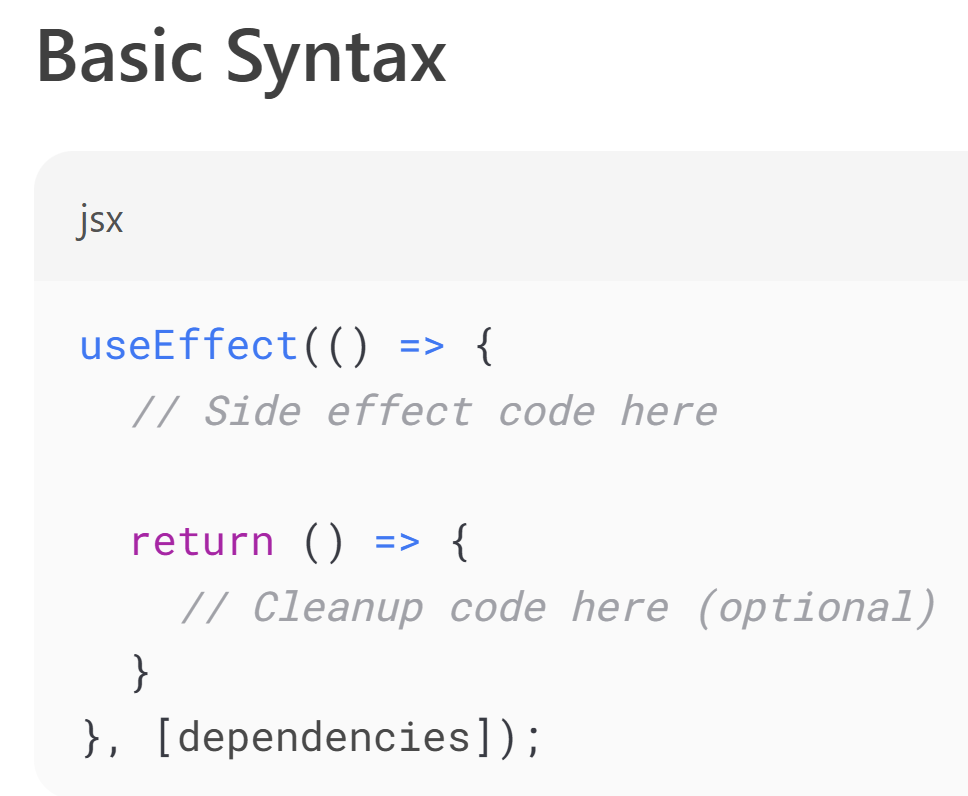 Basic Syntax
jsx
useEffect(() => {
  // Side effect code here

  return () => {
    // Cleanup code here (optional)
  }
}, [dependencies]);